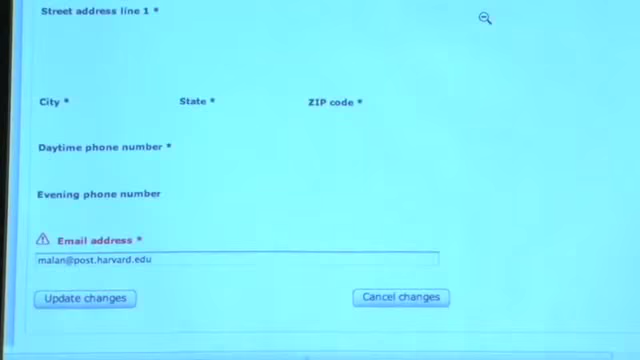 Street address line 1 *
City * State * ZIP code *
Daytime phone number *
Evening phone number
Email address *
malan@post.harvard.edu
Update changes Cancel changes